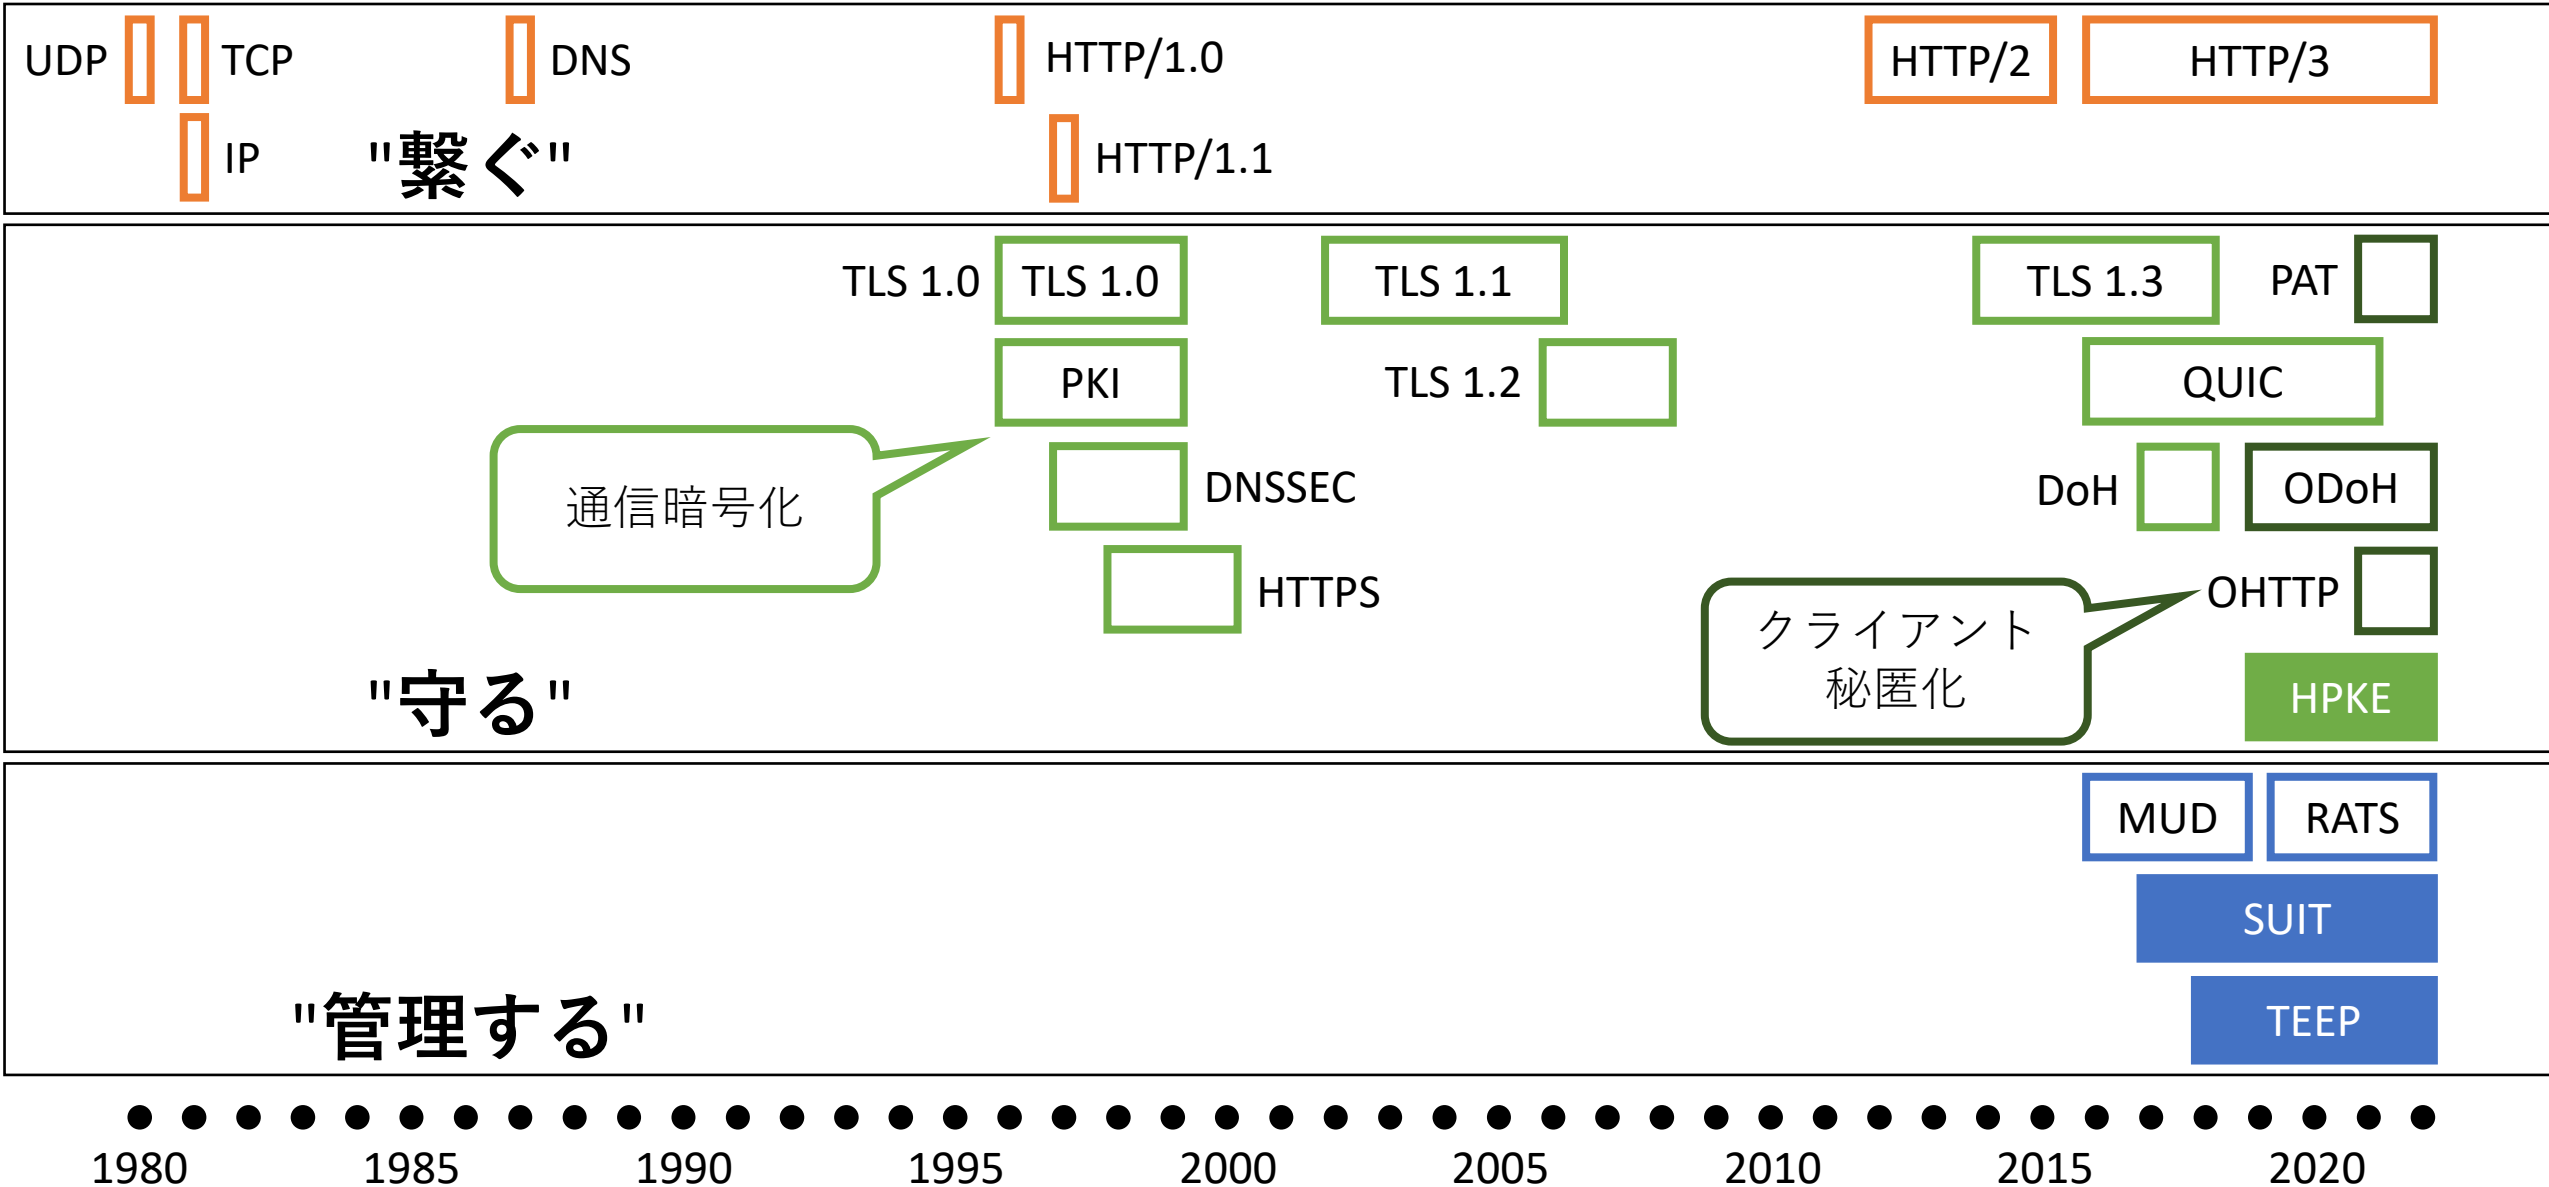 UDP
TCP
DNS
HTTP/1.0
HTTP/2
HTTP/3
IP
"繋ぐ"
HTTP/1.1
TLS 1.0
TLS 1.0
TLS 1.1
TLS 1.3
PAT
PKI
TLS 1.2
QUIC
通信暗号化
DNSSEC
DoH
ODoH
HTTPS
クライアント
秘匿化
OHTTP
"守る"
HPKE
MUD
RATS
SUIT
"管理する"
TEEP
1980
1985
1990
1995
2000
2005
2010
2015
2020